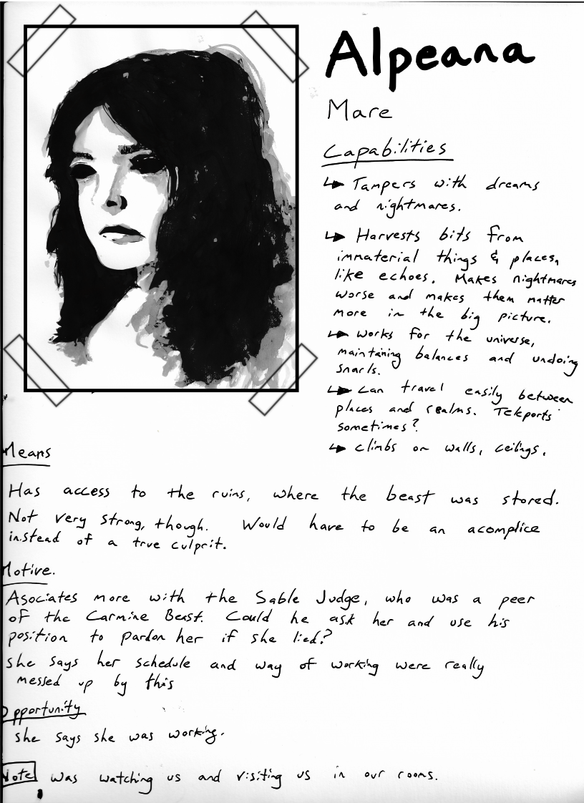 Alpeana
Mare
Capabilities
↳ Tampers with dreams
and nightmares.
↳ Harvests bits from
immaterial things & places,
like echoes. Makes nightmares
worse and makes them matter
more in the big picture.
↳ works for the universe,
maintaining balances and undoing
snarls.
↳ Can travel easily between
places and realms. Teleports
sometimes?
↳ climbs on walls, ceilings.
Means
Has access to the ruins, where the beast was stored.
Not very strong, though. Would have to be an acomplice
instead of a true culprit.
Motive.
Asociates more with the Sable Judge, who was a peer
of the Carmine Beast. Could he ask her and use his
position to pardon her if she lied?
She says her schedule and way of working were really
messed up by this
Opportunity
She says she was working.
Note was watching us and visiting us in our rooms.